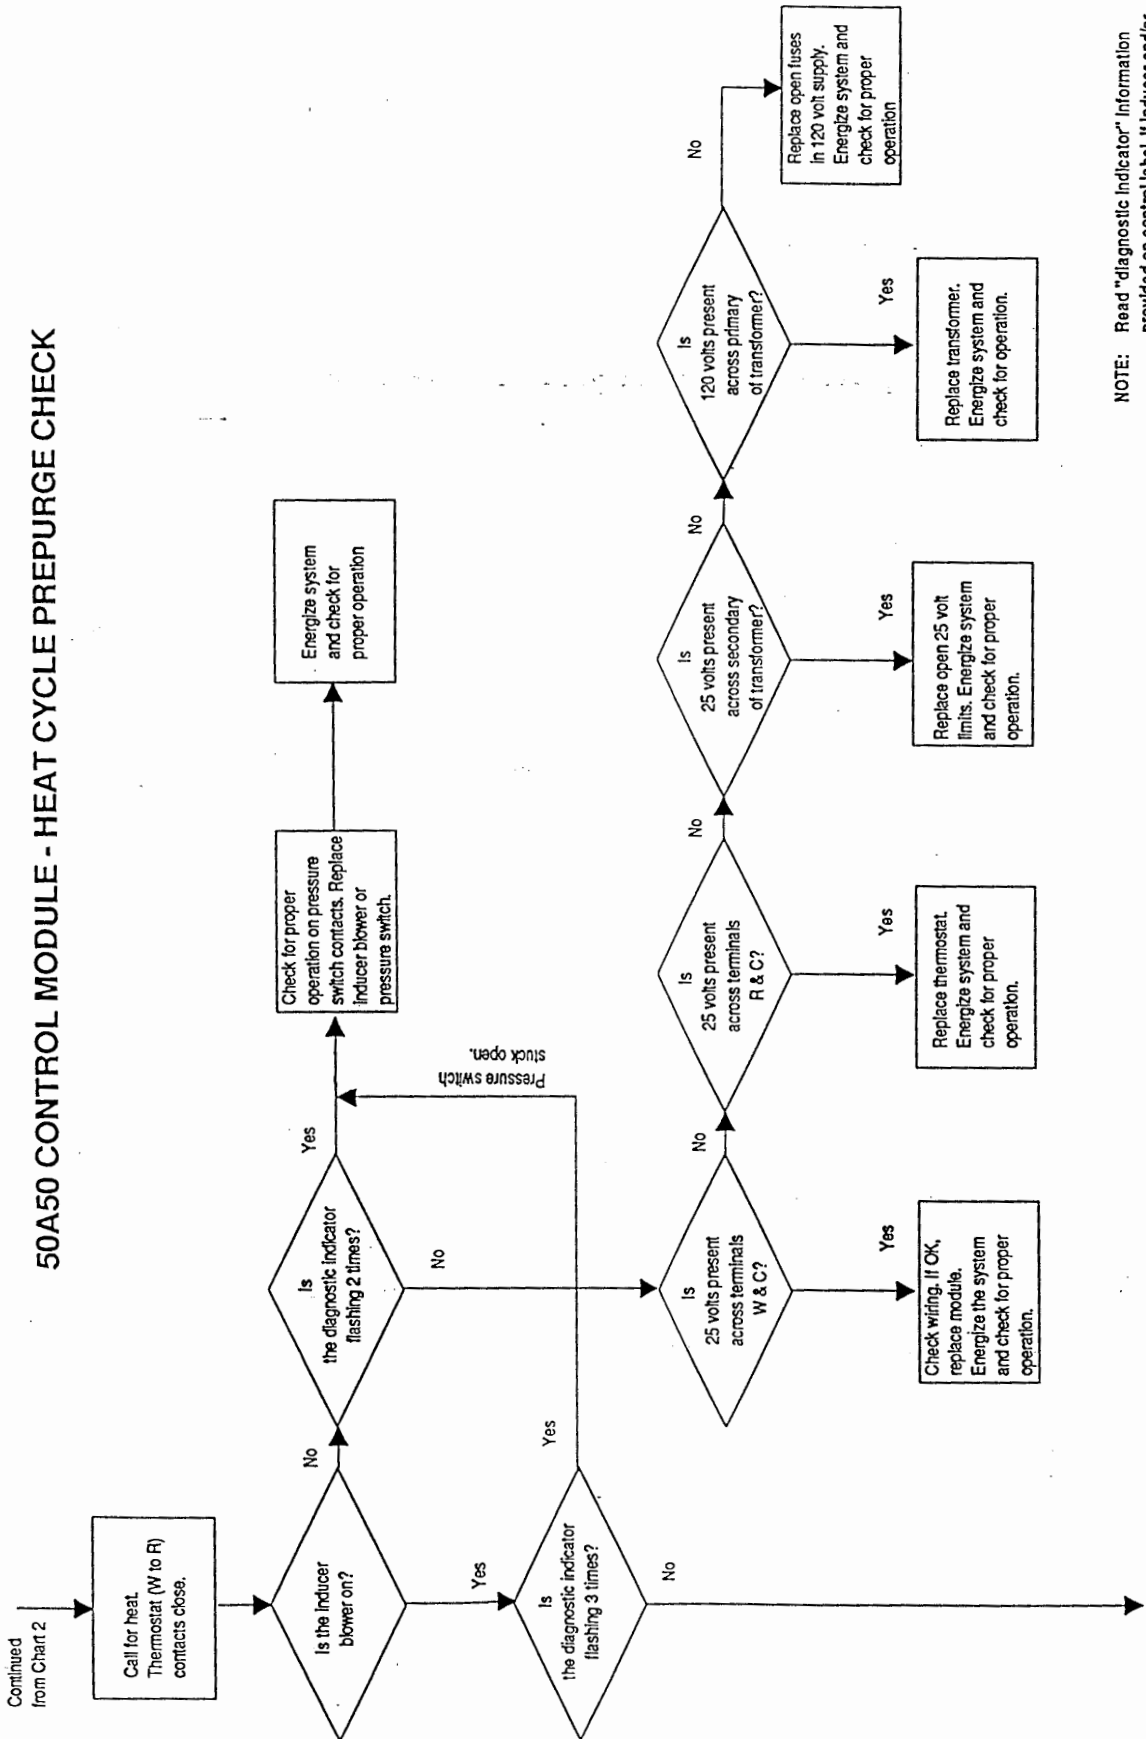 50A50 CONTROL MODULE - HEAT CYCLE PREPURGE CHECK
Continued
from Chart 2
Call for heat.
Thermostat (W to R)
contacts close.
Is the inducer
blower on?
No
Yes
Is
the diagnostic indicator
flashing 2 times?
Yes
No
Check for proper
operation on pressure
switch contacts. Replace
inducer blower or
pressure switch.
Energize system
and check for
proper operation
Is
the diagnostic indicator
flashing 3 times?
Yes
Pressure switch
stuck open.
No
Is
25 volts present
across terminals
W & C?
No
Yes
Check wiring. If OK,
replace module.
Energize the system
and check for proper
operation.
Is
25 volts present
across terminals
R & C?
No
Yes
Replace thermostat.
Energize system and
check for proper
operation.
Is
25 volts present
across secondary
of transformer?
No
Yes
Replace open 25 volt
limits. Energize system
and check for proper
operation.
Is
120 volts present
across primary
of transformer?
No
Yes
Replace transformer.
Energize system and
check for operation.
Replace open fuses
in 120 volt supply.
Energize system and
check for proper
operation
NOTE: Read "diagnostic indicator" information
provided on control label. If inducer and/or